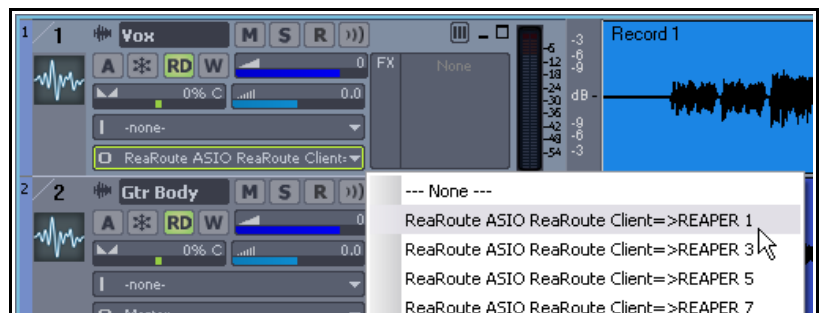 1 1 Vox M S R -3 Record 1
-6 -6
A RD W 0 FX None -12 -9
-18
0% C 0.0 -24 dB -
-30
-36
-none- -42 -9
-48 -6
O ReaRoute ASIO ReaRoute Client= -54 -3
2 2 Gtr Body M S R --- None ---
A RD W 0 ReaRoute ASIO ReaRoute Client=>REAPER 1
0% C 0.0 ReaRoute ASIO ReaRoute Client=>REAPER 3
-none- ReaRoute ASIO ReaRoute Client=>REAPER 5
O Master ReaRoute ASIO ReaRoute Client=>REAPER 7